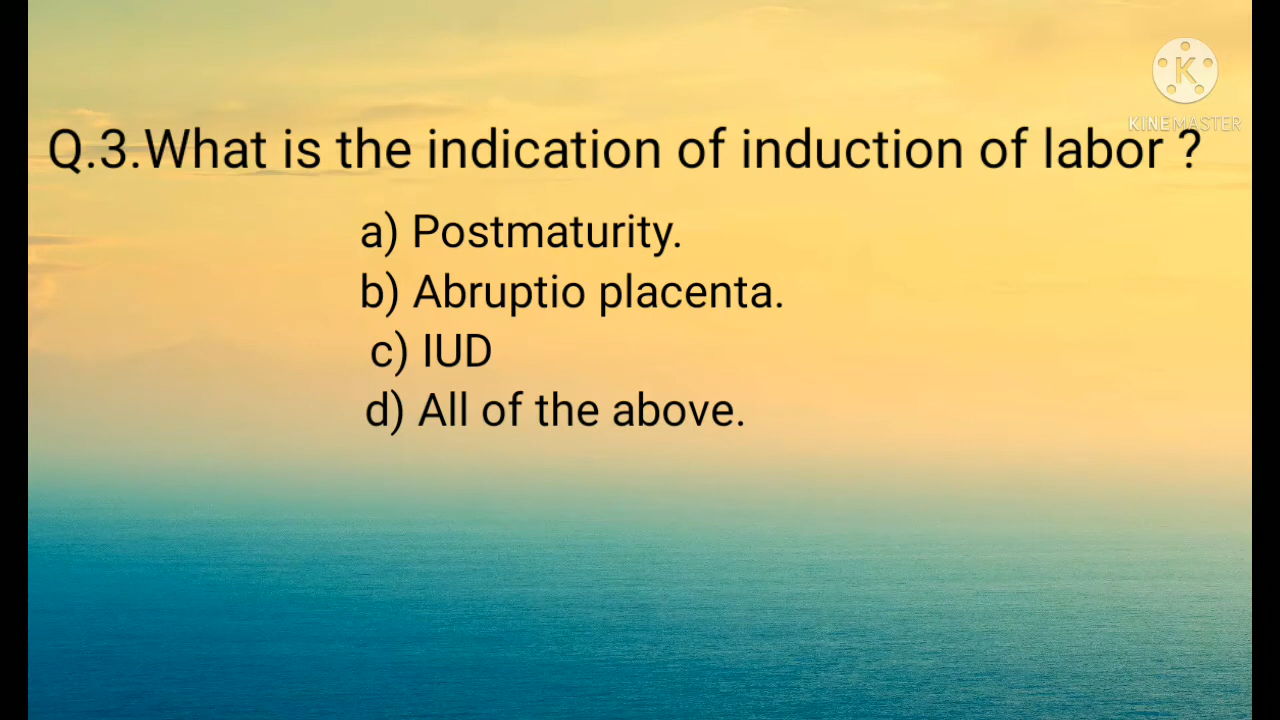 K
KINEMASTER
Q.3.What is the indication of induction of labor ?
a) Postmaturity.
b) Abruptio placenta.
c) IUD
d) All of the above.